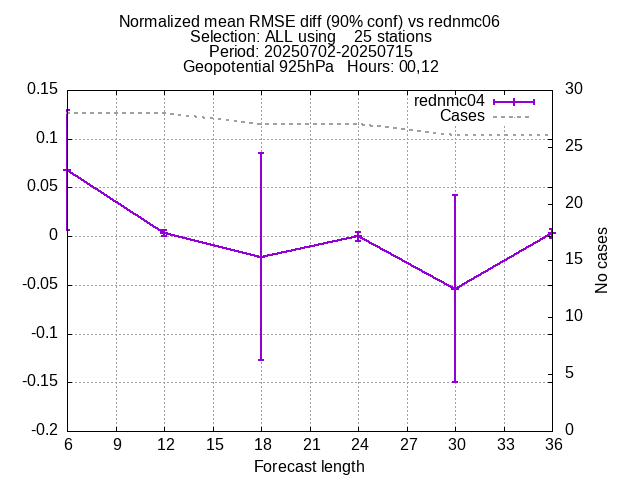 Normalized mean RMSE diff (90% conf) vs rednmc06
Selection: ALL using    25 stations
Period: 20250702-20250715
Geopotential 925hPa   Hours: 00,12
rednmc04
Cases
0.15
0.1
0.05
0
-0.05
-0.1
-0.15
-0.2
30
25
20
15
10
5
0
No cases
6 9 12 15 18 21 24 27 30 33 36
Forecast length